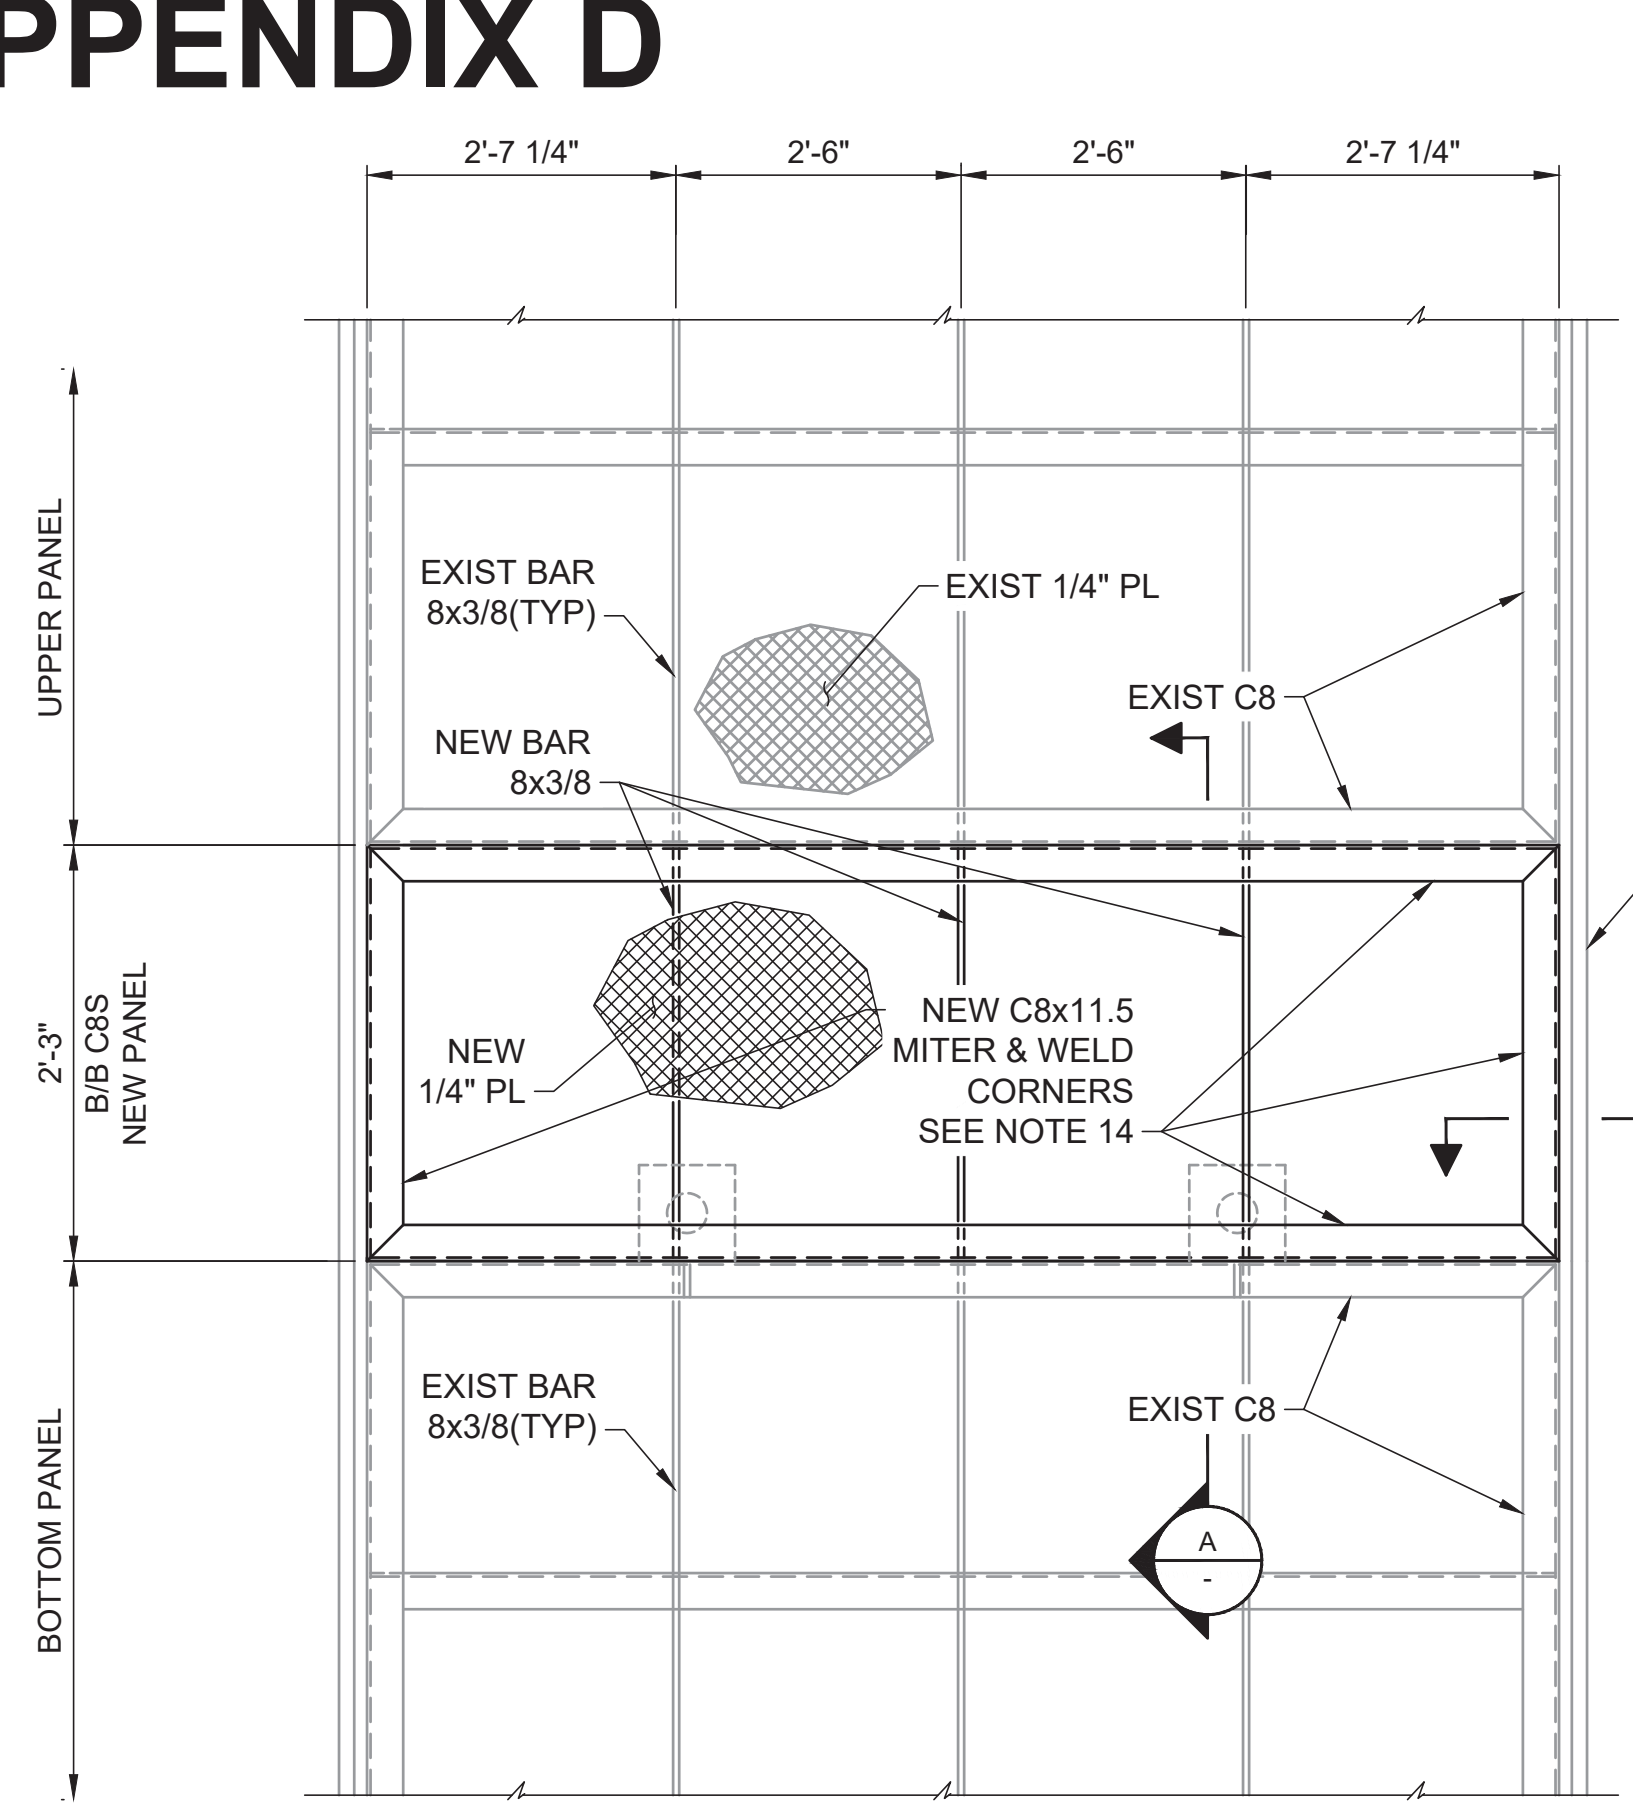 PPENDIX D
2'-7 1/4"
2'-6"
2'-6"
2'-7 1/4"
UPPER PANEL
EXIST BAR
8x3/8(TYP)
EXIST 1/4" PL
EXIST C8
NEW BAR
8x3/8
2'-3"
B/B C8S
NEW PANEL
NEW
1/4" PL
NEW C8x11.5
MITER & WELD
CORNERS
SEE NOTE 14
BOTTOM PANEL
EXIST BAR
8x3/8(TYP)
EXIST C8
A
-